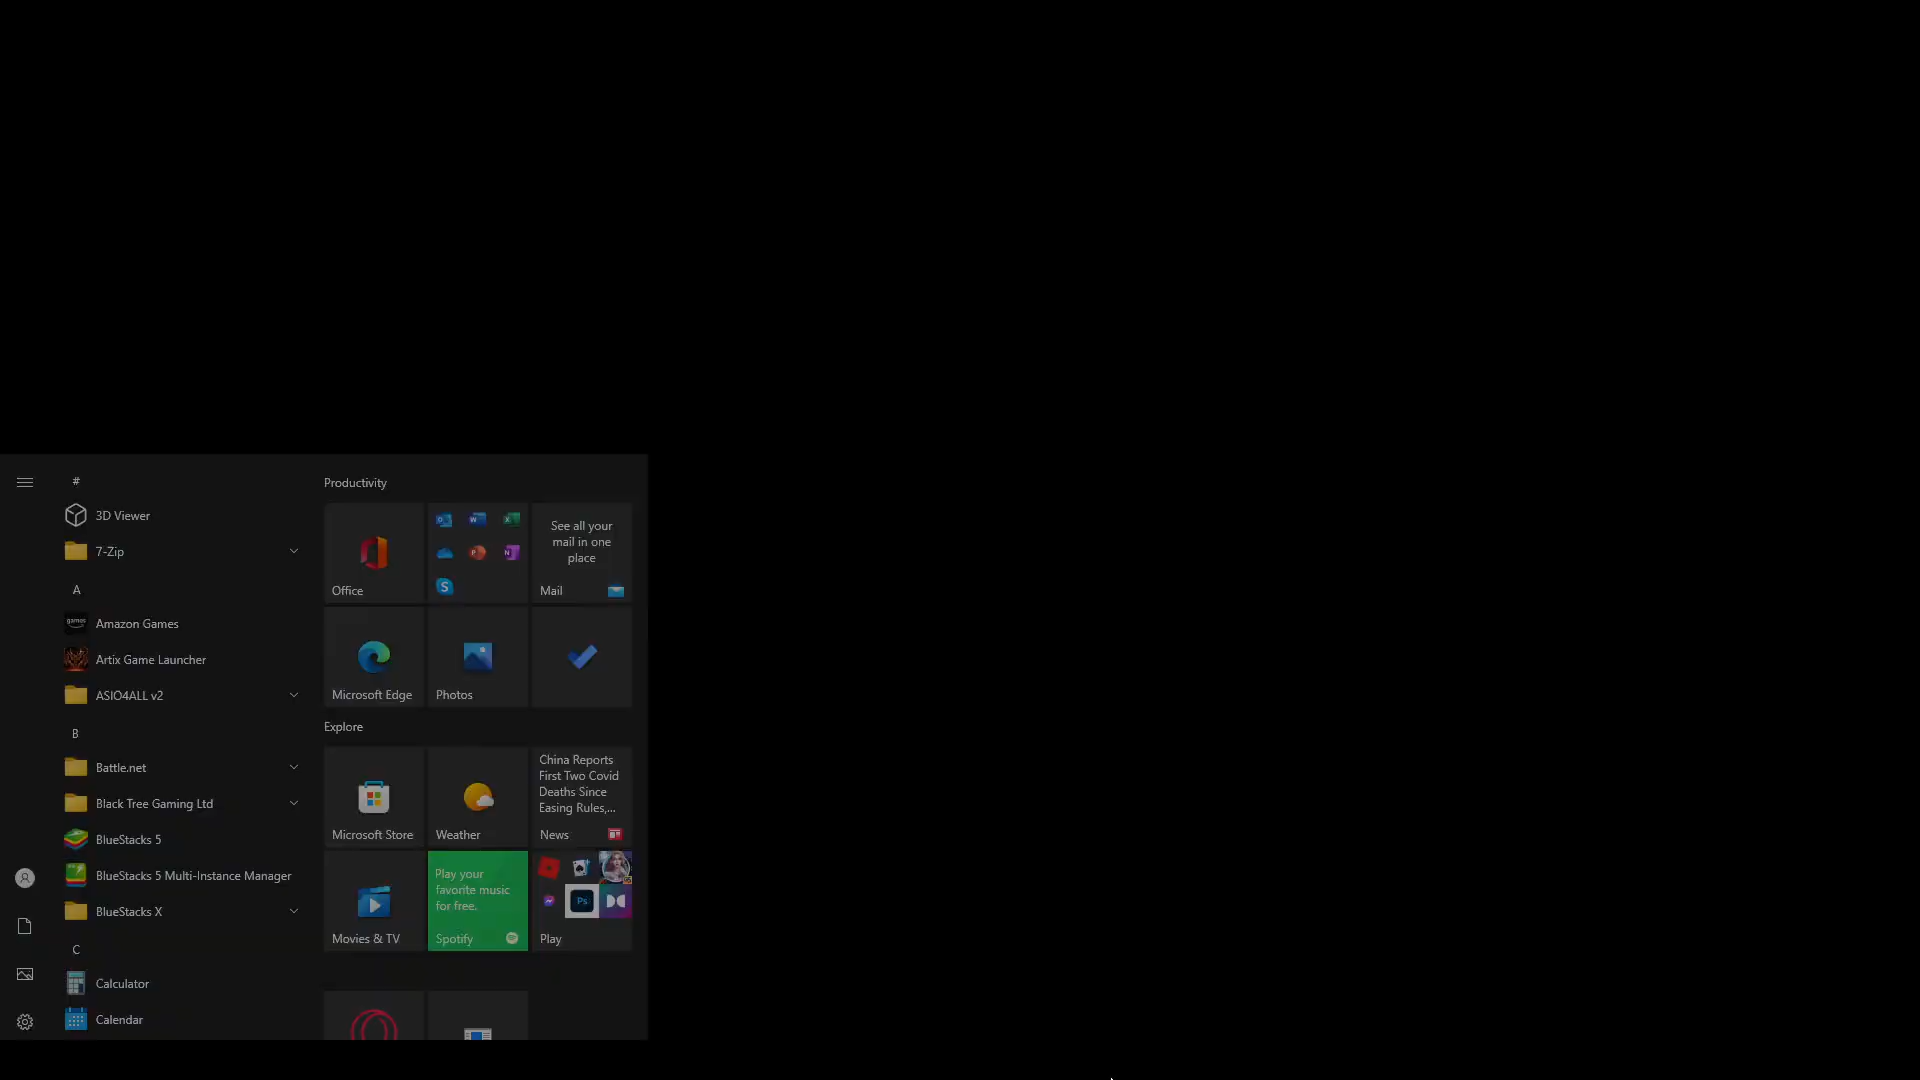 #
3D Viewer
7-Zip
A
Amazon Games
Artix Game Launcher
ASIO4ALL v2
B
Battle.net
Black Tree Gaming Ltd
BlueStacks 5
BlueStacks 5 Multi-Instance Manager
BlueStacks X
C
Calculator
Calendar
Productivity
Office
See all your
mail in one
place
Mail
Microsoft Edge
Photos
Explore
Microsoft Store
Weather
China Reports
First Two Covid
Deaths Since
Easing Rules,...
News
Movies & TV
Play your
favorite music
for free.
Spotify
Ps
Play